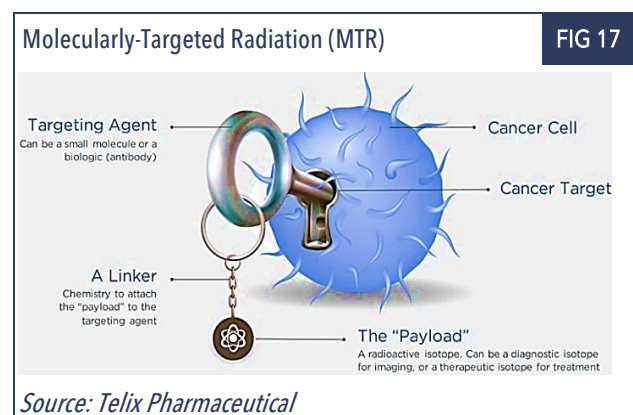 Molecularly-Targeted Radiation (MTR)
FIG 17
Targeting Agent
Can be a small molecule or a
biologic (antibody)
Cancer Cell
Cancer Target
A Linker
Chemistry to attach
the “payload” to the
targeting agent
The “Payload”
A radioactive isotope. Can be a diagnostic isotope
for imaging, or a therapeutic isotope for treatment
Source: Telix Pharmaceutical